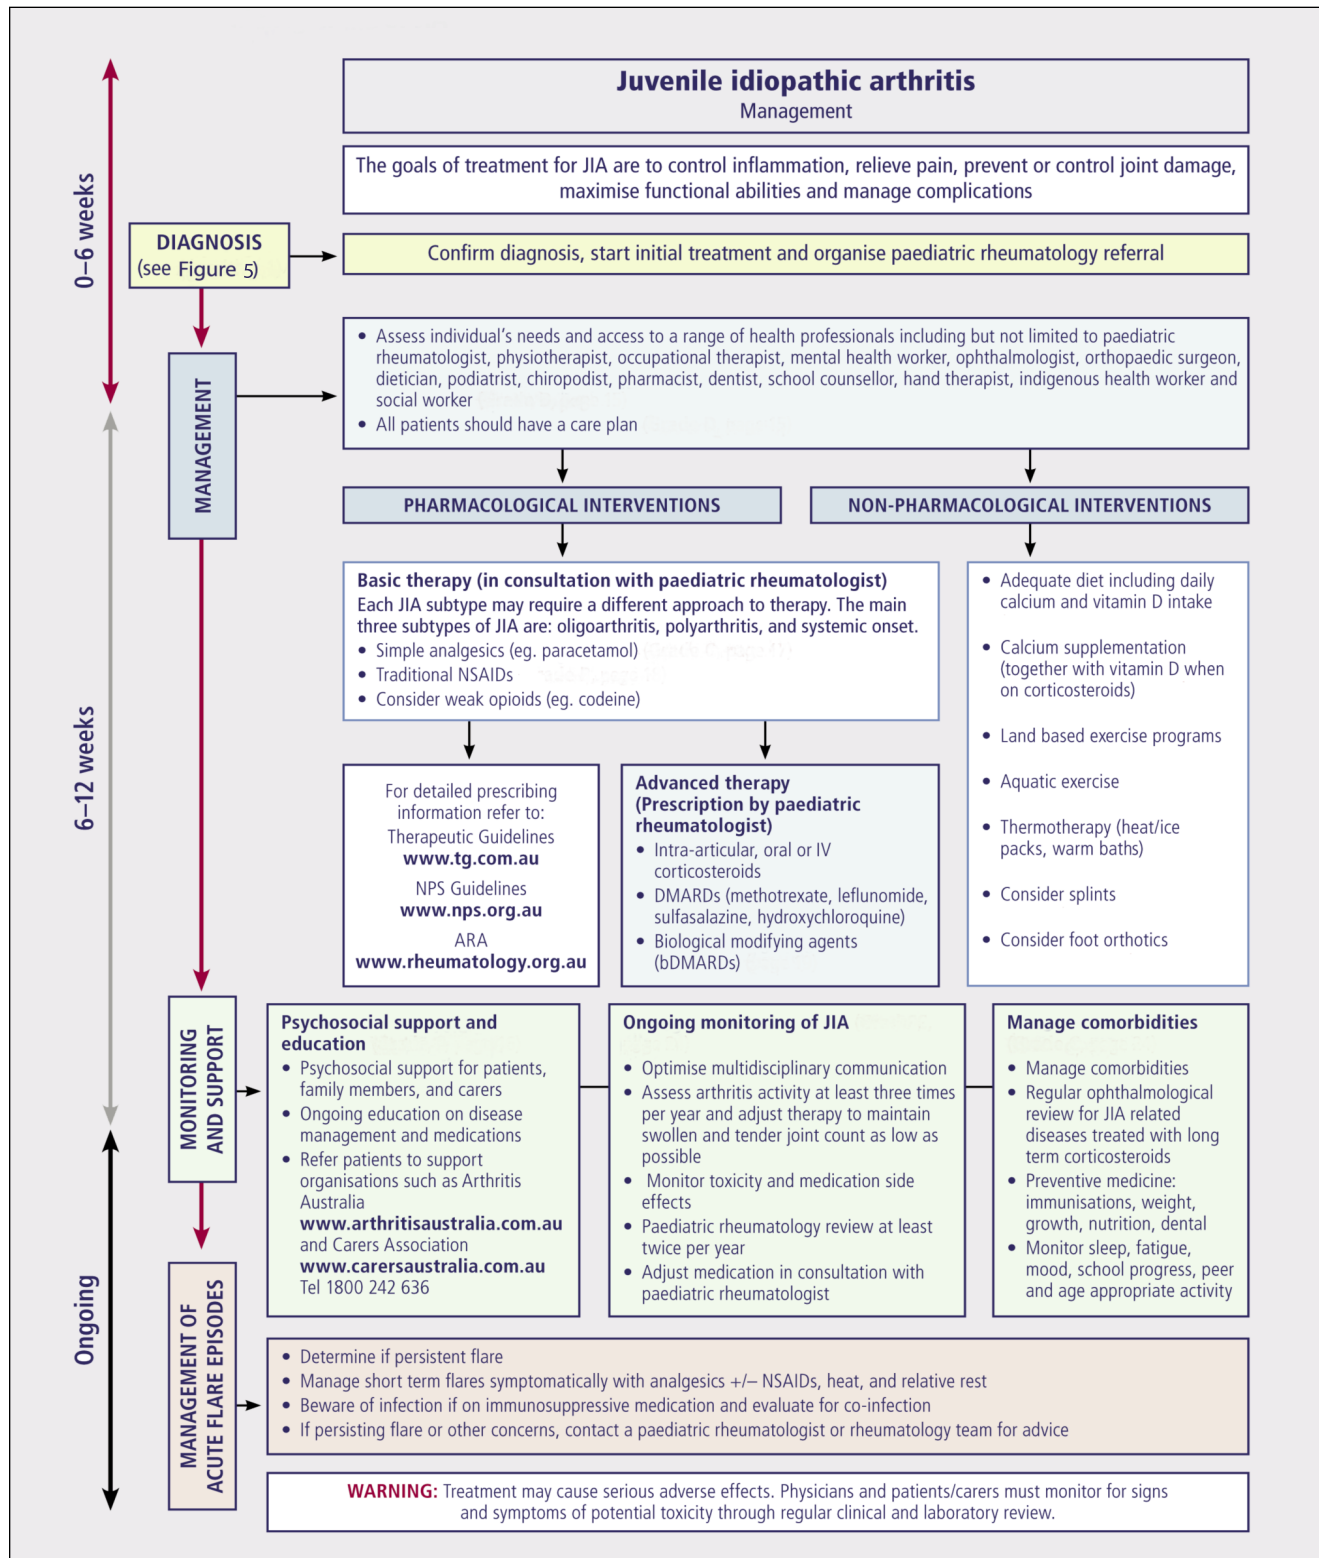 Juvenile idiopathic arthritis
Management
The goals of treatment for JIA are to control inflammation, relieve pain, prevent or control joint damage,
maximise functional abilities and manage complications
0–6 weeks
DIAGNOSIS
(see Figure 5)
Confirm diagnosis, start initial treatment and organise paediatric rheumatology referral
MANAGEMENT
• Assess individual's needs and access to a range of health professionals including but not limited to paediatric
rheumatologist, physiotherapist, occupational therapist, mental health worker, ophthalmologist, orthopaedic surgeon,
dietician, podiatrist, chiropodist, pharmacist, dentist, school counsellor, hand therapist, indigenous health worker and
social worker
• All patients should have a care plan
PHARMACOLOGICAL INTERVENTIONS
NON-PHARMACOLOGICAL INTERVENTIONS
6–12 weeks
Basic therapy (in consultation with paediatric rheumatologist)
Each JIA subtype may require a different approach to therapy. The main
three subtypes of JIA are: oligoarthritis, polyarthritis, and systemic onset.
• Simple analgesics (eg. paracetamol)
• Traditional NSAIDs
• Consider weak opioids (eg. codeine)
• Adequate diet including daily
calcium and vitamin D intake
• Calcium supplementation
(together with vitamin D when
on corticosteroids)
• Land based exercise programs
• Aquatic exercise
• Thermotherapy (heat/ice
packs, warm baths)
• Consider splints
• Consider foot orthotics
For detailed prescribing
information refer to:
Therapeutic Guidelines
www.tg.com.au
NPS Guidelines
www.nps.org.au
ARA
www.rheumatology.org.au
Advanced therapy
(Prescription by paediatric
rheumatologist)
• Intra-articular, oral or IV
corticosteroids
• DMARDs (methotrexate, leflunomide,
sulfasalazine, hydroxychloroquine)
• Biological modifying agents
(bDMARDs)
MONITORING
AND SUPPORT
Psychosocial support and
education
• Psychosocial support for patients,
family members, and carers
• Ongoing education on disease
management and medications
• Refer patients to support
organisations such as Arthritis
Australia
www.arthritisaustralia.com.au
and Carers Association
www.carersaustralia.com.au
Tel 1800 242 636
Ongoing monitoring of JIA
• Optimise multidisciplinary communication
• Assess arthritis activity at least three times
per year and adjust therapy to maintain
swollen and tender joint count as low as
possible
• Monitor toxicity and medication side
effects
• Paediatric rheumatology review at least
twice per year
• Adjust medication in consultation with
paediatric rheumatologist
Manage comorbidities
• Manage comorbidities
• Regular ophthalmological
review for JIA related
diseases treated with long
term corticosteroids
• Preventive medicine:
immunisations, weight,
growth, nutrition, dental
• Monitor sleep, fatigue,
mood, school progress, peer
and age appropriate activity
Ongoing
MANAGEMENT OF
ACUTE FLARE EPISODES
• Determine if persistent flare
• Manage short term flares symptomatically with analgesics +/– NSAIDs, heat, and relative rest
• Beware of infection if on immunosuppressive medication and evaluate for co-infection
• If persisting flare or other concerns, contact a paediatric rheumatologist or rheumatology team for advice
WARNING: Treatment may cause serious adverse effects. Physicians and patients/carers must monitor for signs
and symptoms of potential toxicity through regular clinical and laboratory review.